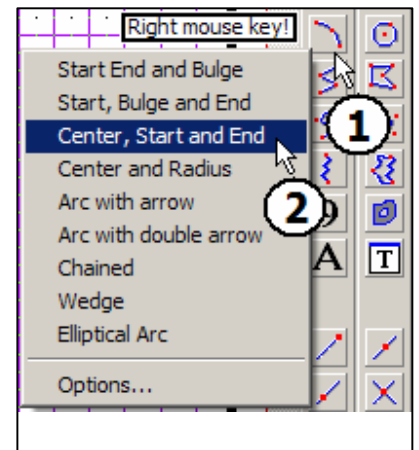 Right mouse key!
Start End and Bulge
Start, Bulge and End
Center, Start and End
Center and Radius
Arc with arrow
Arc with double arrow
Chained
Wedge
Elliptical Arc
Options...
1
2
9
A
T